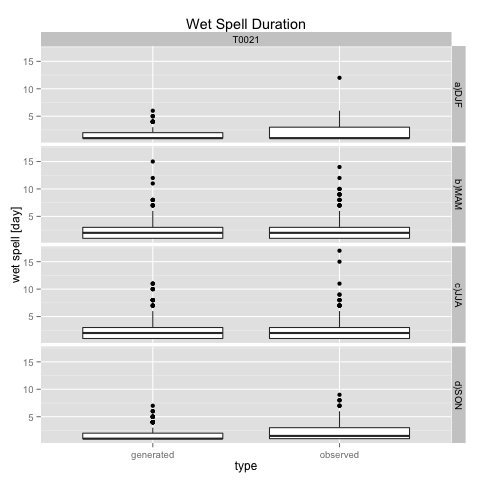 Wet Spell Duration
T0021
15
10
5
a)DJF
15
10
5
b)MAM
wet spell [day]
15
10
5
c)JJA
15
10
5
d)SON
generated
observed
type